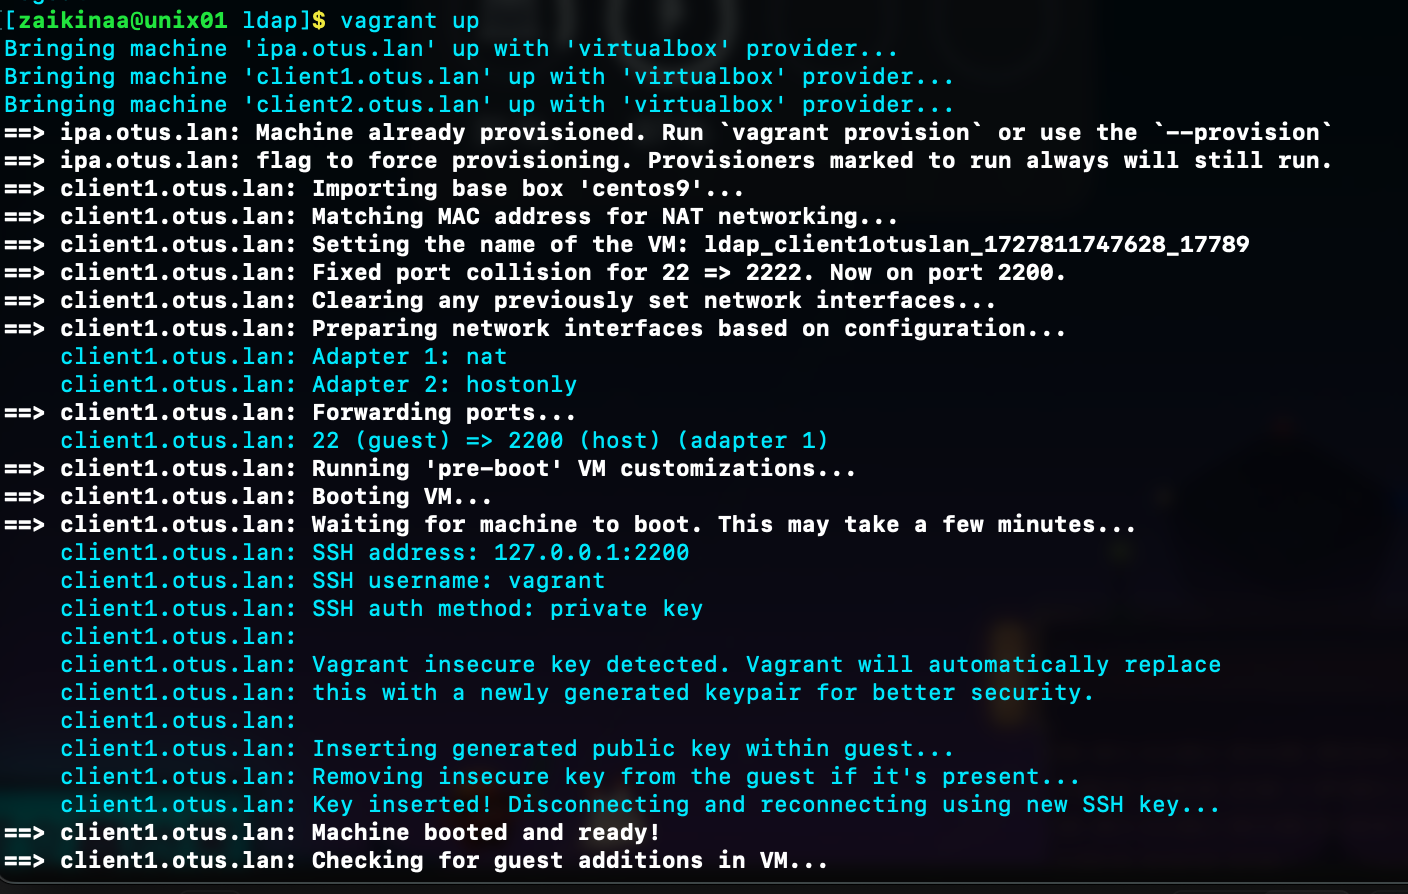 [[zaikinaa@unix01 ldap]$ vagrant up
Bringing machine 'ipa.otus.lan' up with 'virtualbox' provider...
Bringing machine 'client1.otus.lan' up with 'virtualbox' provider...
Bringing machine 'client2.otus.lan' up with 'virtualbox' provider...
==> ipa.otus.lan: Machine already provisioned. Run `vagrant provision` or use the `--provision`
==> ipa.otus.lan: flag to force provisioning. Provisioners marked to run always will still run.
==> client1.otus.lan: Importing base box 'centos9'...
==> client1.otus.lan: Matching MAC address for NAT networking...
==> client1.otus.lan: Setting the name of the VM: ldap_client1otuslan_1727811747628_17789
==> client1.otus.lan: Fixed port collision for 22 => 2222. Now on port 2200.
==> client1.otus.lan: Clearing any previously set network interfaces...
==> client1.otus.lan: Preparing network interfaces based on configuration...
    client1.otus.lan: Adapter 1: nat
    client1.otus.lan: Adapter 2: hostonly
==> client1.otus.lan: Forwarding ports...
    client1.otus.lan: 22 (guest) => 2200 (host) (adapter 1)
==> client1.otus.lan: Running 'pre-boot' VM customizations...
==> client1.otus.lan: Booting VM...
==> client1.otus.lan: Waiting for machine to boot. This may take a few minutes...
    client1.otus.lan: SSH address: 127.0.0.1:2200
    client1.otus.lan: SSH username: vagrant
    client1.otus.lan: SSH auth method: private key
    client1.otus.lan:
    client1.otus.lan: Vagrant insecure key detected. Vagrant will automatically replace
    client1.otus.lan: this with a newly generated keypair for better security.
    client1.otus.lan:
    client1.otus.lan: Inserting generated public key within guest...
    client1.otus.lan: Removing insecure key from the guest if it's present...
    client1.otus.lan: Key inserted! Disconnecting and reconnecting using new SSH key...
==> client1.otus.lan: Machine booted and ready!
==> client1.otus.lan: Checking for guest additions in VM...